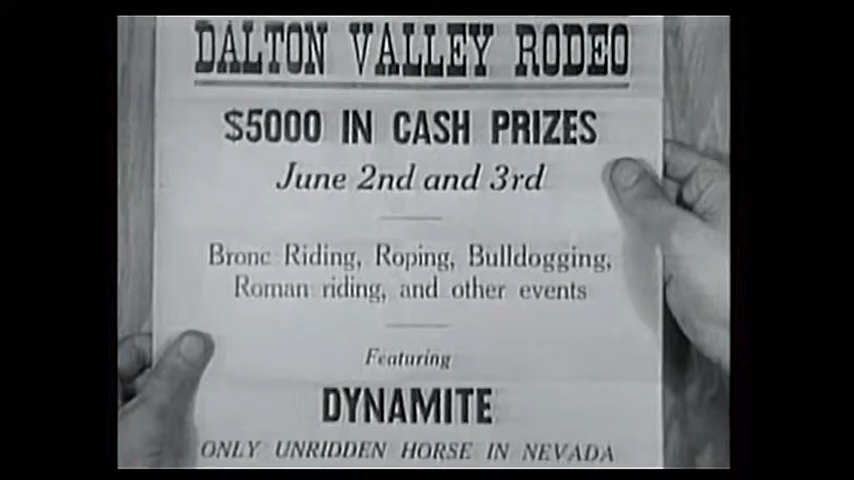 DALTON VALLEY RODEO
$5000 IN CASH PRIZES
June 2nd and 3rd
Bronc Riding, Roping, Bulldogging,
Roman riding, and other events
Featuring
DYNAMITE
ONLY UNRIDDEN HORSE IN NEVADA